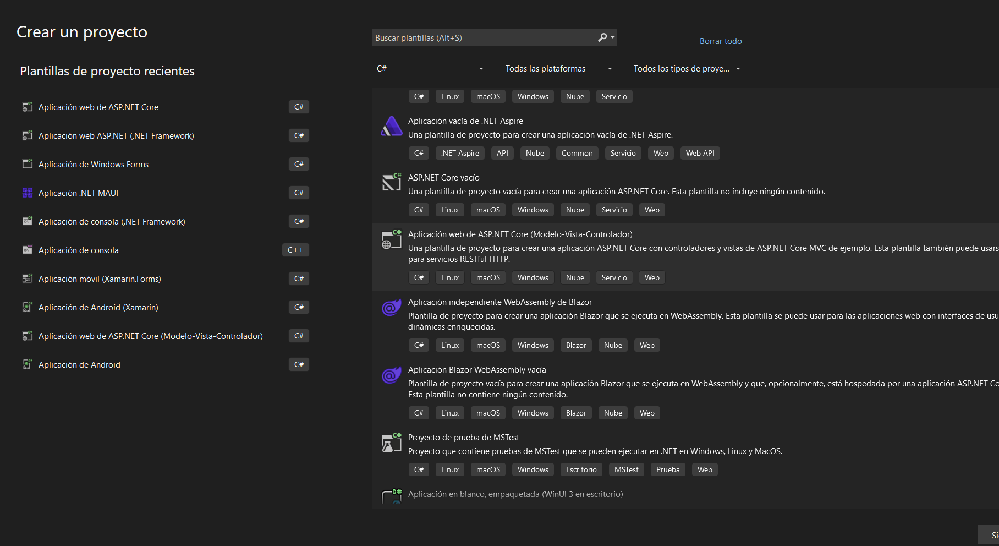 Crear un proyecto
Plantillas de proyecto recientes
Aplicación web de ASP.NET Core C#
Aplicación web ASP.NET (.NET Framework) C#
Aplicación de Windows Forms C#
Aplicación .NET MAUI C#
Aplicación de consola (.NET Framework) C#
Aplicación de consola C++
Aplicación móvil (Xamarin.Forms) C#
Aplicación de Android (Xamarin) C#
Aplicación web de ASP.NET Core (Modelo-Vista-Controlador) C#
Aplicación de Android C#
Buscar plantillas (Alt+S)
Borrar todo
C# Todas las plataformas Todos los tipos de proye...
C# Linux macOS Windows Nube Servicio
Aplicación vacía de .NET Aspire
Una plantilla de proyecto para crear una aplicación vacía de .NET Aspire.
C# .NET Aspire API Nube Common Servicio Web Web API
C#
ASP.NET Core vacío
Una plantilla de proyecto vacía para crear una aplicación ASP.NET Core. Esta plantilla no incluye ningún contenido.
C# Linux macOS Windows Nube Servicio Web
C#
Aplicación web de ASP.NET Core (Modelo-Vista-Controlador)
Una plantilla de proyecto para crear una aplicación ASP.NET Core con controladores y vistas de ASP.NET Core MVC de ejemplo. Esta plantilla también puede usars
para servicios RESTful HTTP.
C# Linux macOS Windows Nube Servicio Web
Aplicación independiente WebAssembly de Blazor
Plantilla de proyecto para crear una aplicación Blazor que se ejecuta en WebAssembly. Esta plantilla se puede usar para las aplicaciones web con interfaces de usu
dinámicas enriquecidas.
C# Linux macOS Windows Blazor Nube Web
Aplicación Blazor WebAssembly vacía
Plantilla de proyecto vacía para crear una aplicación Blazor que se ejecuta en WebAssembly y que, opcionalmente, está hospedada por una aplicación ASP.NET Co
Esta plantilla no contiene ningún contenido.
C# Linux macOS Windows Blazor Nube Web
C#
Proyecto de prueba de MSTest
Proyecto que contiene pruebas de MSTest que se pueden ejecutar en .NET en Windows, Linux y MacOS.
C# Linux macOS Windows Escritorio MSTest Prueba Web
C#
Aplicación en blanco, empaquetada (WinUI 3 en escritorio)
Si